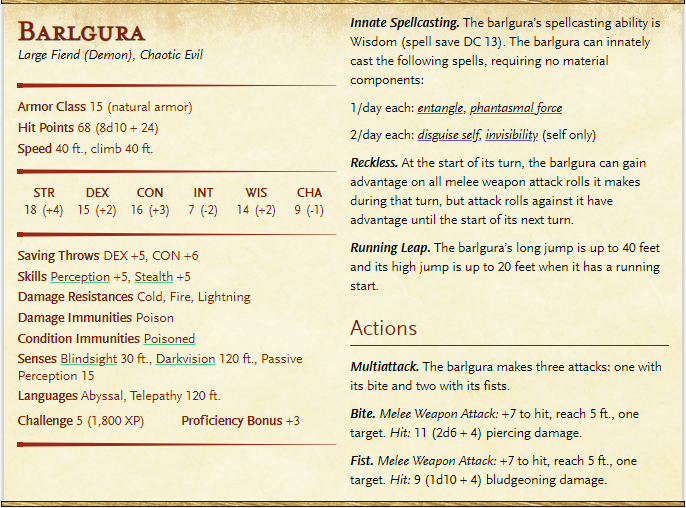 Barlgura
Large Fiend (Demon), Chaotic Evil
Armor Class 15 (natural armor)
Hit Points 68 (8d10 + 24)
Speed 40 ft., climb 40 ft.
STR DEX CON INT WIS CHA
18 (+4) 15 (+2) 16 (+3) 7 (-2) 14 (+2) 9 (-1)
Saving Throws DEX +5, CON +6
Skills Perception +5, Stealth +5
Damage Resistances Cold, Fire, Lightning
Damage Immunities Poison
Condition Immunities Poisoned
Senses Blindsight 30 ft., Darkvision 120 ft., Passive
Perception 15
Languages Abyssal, Telepathy 120 ft.
Challenge 5 (1,800 XP) Proficiency Bonus +3
Innate Spellcasting. The barlgura's spellcasting ability is
Wisdom (spell save DC 13). The barlgura can innately
cast the following spells, requiring no material
components:
1/day each: entangle, phantasmal force
2/day each: disguise self, invisibility (self only)
Reckless. At the start of its turn, the barlgura can gain
advantage on all melee weapon attack rolls it makes
during that turn, but attack rolls against it have
advantage until the start of its next turn.
Running Leap. The barlgura's long jump is up to 40 feet
and its high jump is up to 20 feet when it has a running
start.
Actions
Multiattack. The barlgura makes three attacks: one with
its bite and two with its fists.
Bite. Melee Weapon Attack: +7 to hit, reach 5 ft., one
target. Hit: 11 (2d6 + 4) piercing damage.
Fist. Melee Weapon Attack: +7 to hit, reach 5 ft., one
target. Hit: 9 (1d10 + 4) bludgeoning damage.